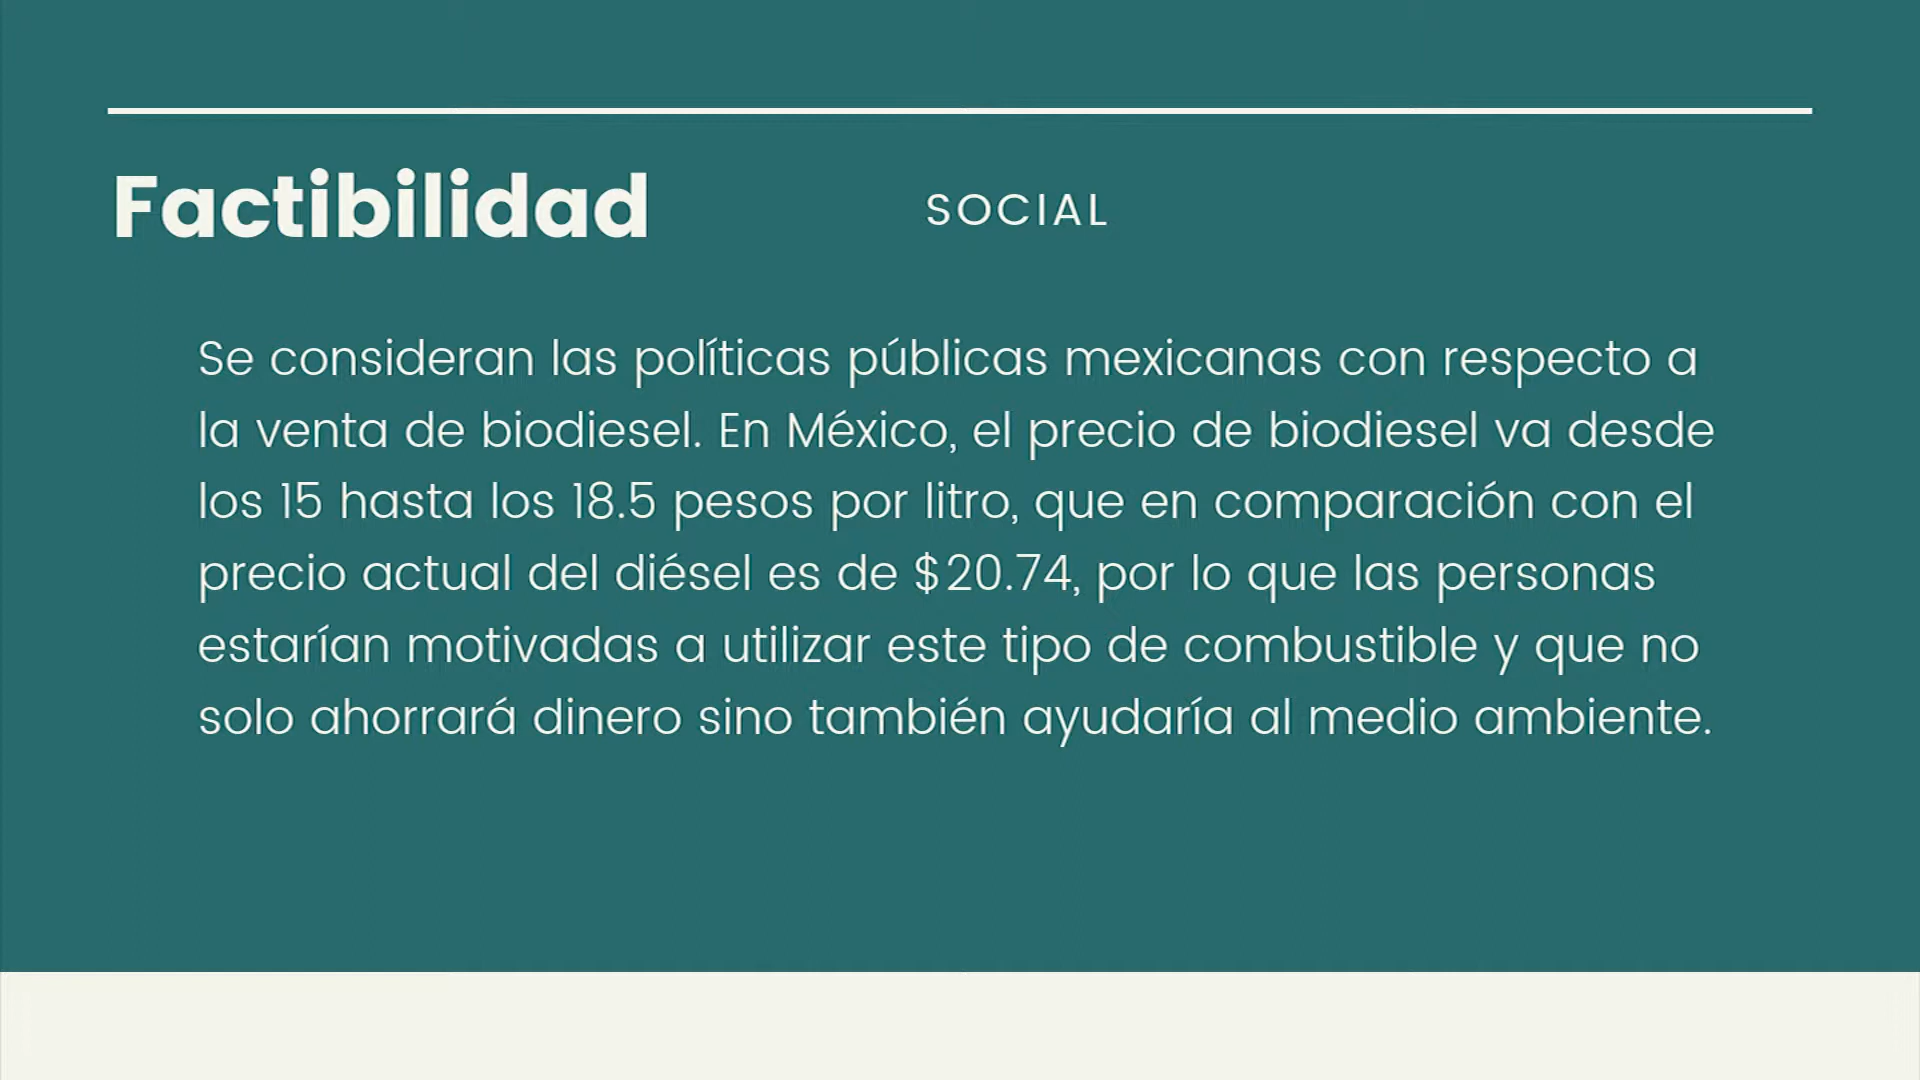 Factibilidad
SOCIAL
Se consideran las políticas públicas mexicanas con respecto a
la venta de biodiesel. En México, el precio de biodiesel va desde
los 15 hasta los 18.5 pesos por litro, que en comparación con el
precio actual del diésel es de $20.74, por lo que las personas
estarían motivadas a utilizar este tipo de combustible y que no
solo ahorrará dinero sino también ayudaría al medio ambiente.